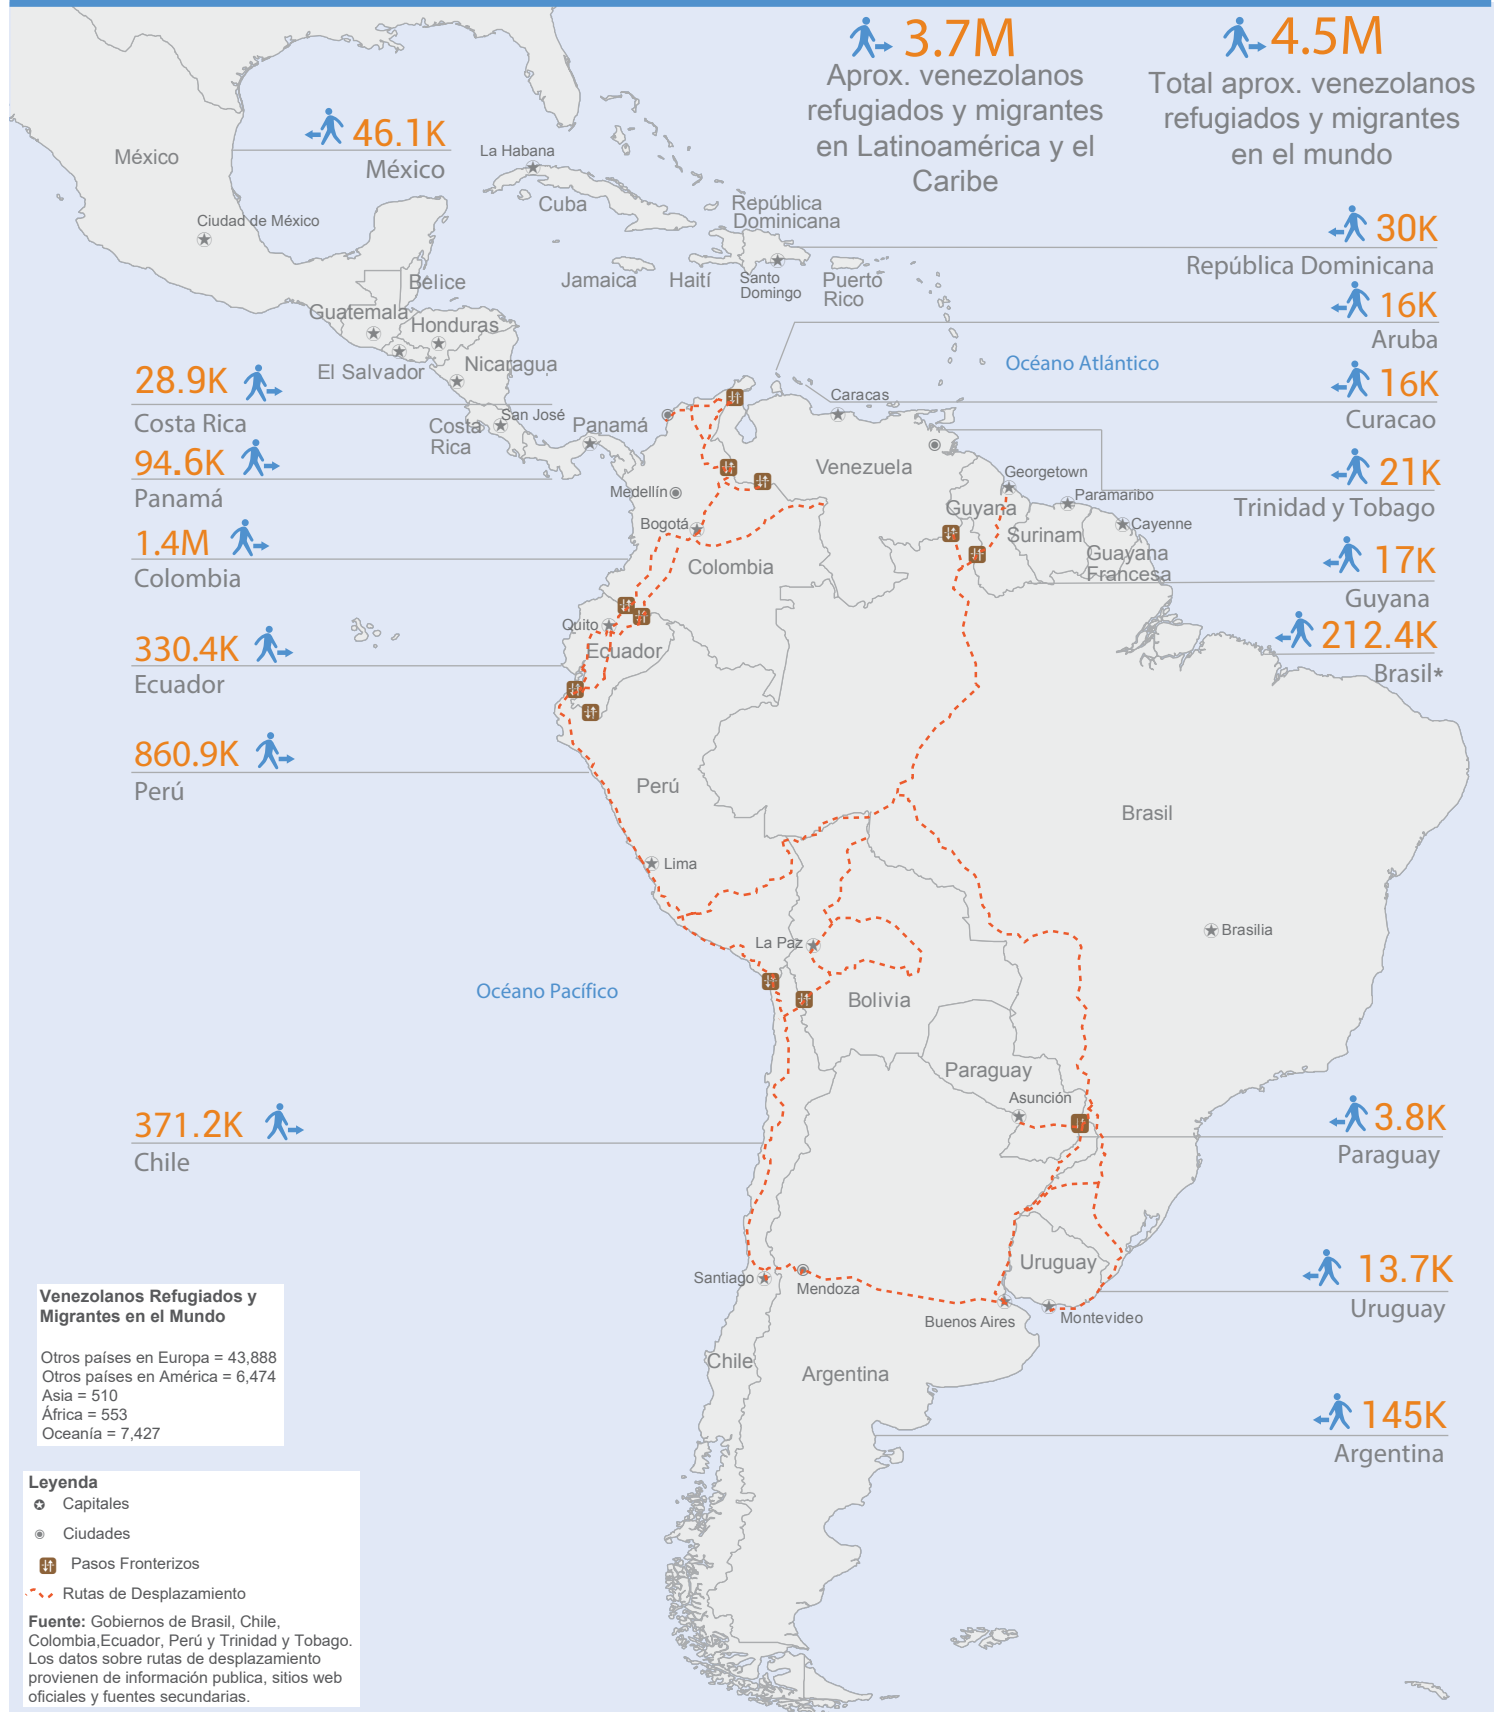 3.7M
Aprox. venezolanos
refugiados y migrantes
en Latinoamérica y el
Caribe
4.5M
Total aprox. venezolanos
refugiados y migrantes
en el mundo
46.1K
México
México
Ciudad de México
La Habana
Cuba
República
Dominicana
Jamaica
Haití
Santo
Domingo
Puerto
Rico
30K
República Dominicana
16K
Aruba
16K
Curacao
21K
Trinidad y Tobago
17K
Guyana
212.4K
Brasil*
Océano Atlántico
Belice
Guatemala
Honduras
El Salvador
Nicaragua
Costa
Rica
San José
Panamá
28.9K
Costa Rica
94.6K
Panamá
1.4M
Colombia
330.4K
Ecuador
860.9K
Perú
Caracas
Venezuela
Medellín
Bogotá
Colombia
Georgetown
Guyana
Paramaribo
Surinam
Cayenne
Guayana
Francesa
Quito
Ecuador
Perú
Lima
Brasil
Brasilia
La Paz
Bolivia
Océano Pacífico
Paraguay
Asunción
371.2K
Chile
3.8K
Paraguay
13.7K
Uruguay
145K
Argentina
Santiago
Mendoza
Buenos Aires
Uruguay
Montevideo
Chile
Argentina
Venezolanos Refugiados y
Migrantes en el Mundo
Otros países en Europa = 43,888
Otros países en América = 6,474
Asia = 510
África = 553
Oceanía = 7,427
Leyenda
Capitales
Ciudades
Pasos Fronterizos
Rutas de Desplazamiento
Fuente: Gobiernos de Brasil, Chile,
Colombia,Ecuador, Perú y Trinidad y Tobago.
Los datos sobre rutas de desplazamiento
provienen de información publica, sitios web
oficiales y fuentes secundarias.